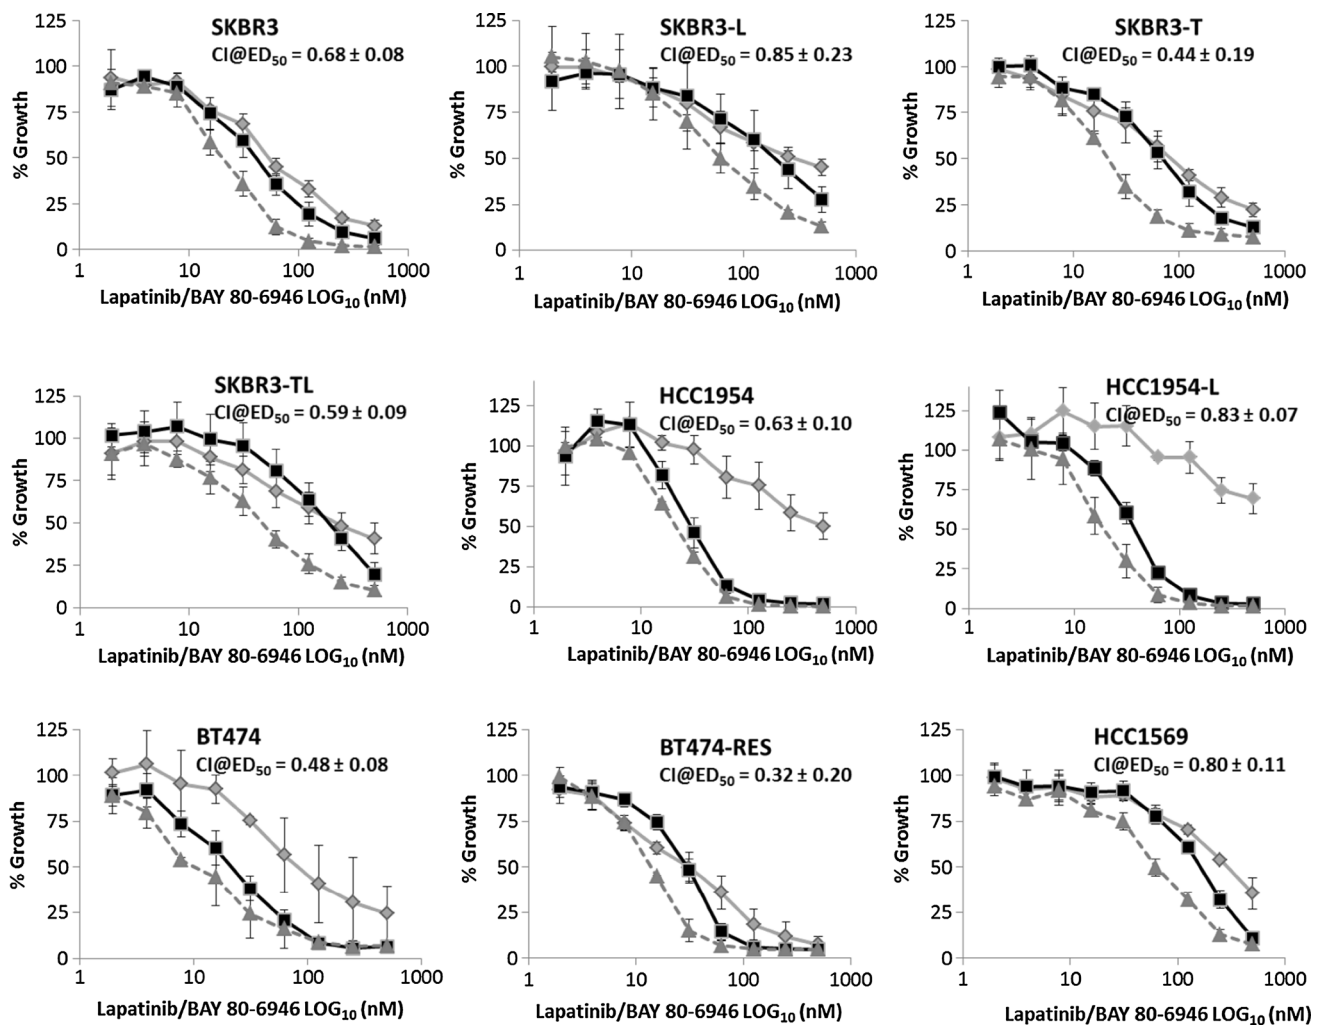 SKBR3
CI@ED50 = 0.68 ± 0.08
125
100
75
50
25
0
% Growth
1 10 100 1000
Lapatinib/BAY 80-6946 LOG10 (nM)
SKBR3-L
CI@ED50 = 0.85 ± 0.23
125
100
75
50
25
0
% Growth
1 10 100 1000
Lapatinib/BAY 80-6946 LOG10 (nM)
SKBR3-T
CI@ED50 = 0.44 ± 0.19
125
100
75
50
25
0
% Growth
1 10 100 1000
Lapatinib/BAY 80-6946 LOG10 (nM)
SKBR3-TL
CI@ED50 = 0.59 ± 0.09
125
100
75
50
25
0
% Growth
1 10 100 1000
Lapatinib/BAY 80-6946 LOG10 (nM)
HCC1954
CI@ED50 = 0.63 ± 0.10
125
100
75
50
25
0
% Growth
1 10 100 1000
Lapatinib/BAY 80-6946 LOG10 (nM)
HCC1954-L
CI@ED50 = 0.83 ± 0.07
125
100
75
50
25
0
% Growth
1 10 100 1000
Lapatinib/BAY 80-6946 LOG10 (nM)
BT474
CI@ED50 = 0.48 ± 0.08
125
100
75
50
25
0
% Growth
1 10 100 1000
Lapatinib/BAY 80-6946 LOG10 (nM)
BT474-RES
CI@ED50 = 0.32 ± 0.20
125
100
75
50
25
0
% Growth
1 10 100 1000
Lapatinib/BAY 80-6946 LOG10 (nM)
HCC1569
CI@ED50 = 0.80 ± 0.11
125
100
75
50
25
0
% Growth
1 10 100 1000
Lapatinib/BAY 80-6946 LOG10 (nM)